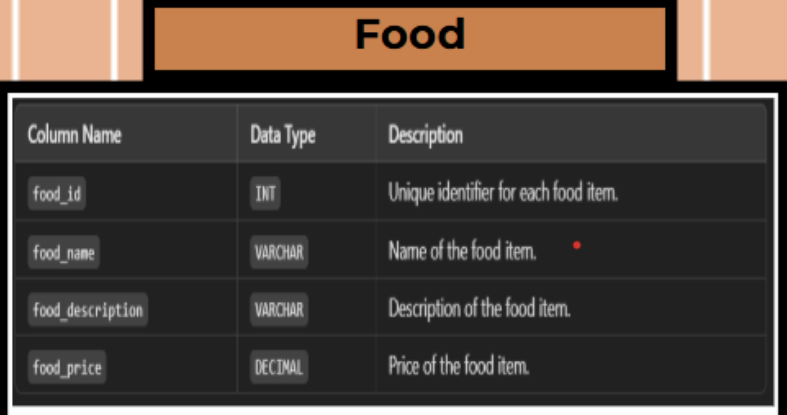 Food
Column Name Data Type Description
food_id INT Unique identifier for each food item.
food_name VARCHAR Name of the food item.
food_description VARCHAR Description of the food item.
food_price DECIMAL Price of the food item.